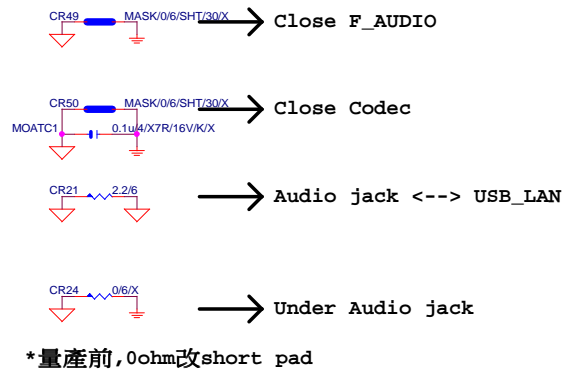 CR49 MASK/0/6/SHT/30/X Close F_AUDIO
CR50 MASK/0/6/SHT/30/X Close Codec
MOATC1 0.1u/4/X7R/16V/K/X
CR21 2.2/6 Audio jack <--> USB_LAN
CR24 0/6/X Under Audio jack
*量產前,0ohm改short pad